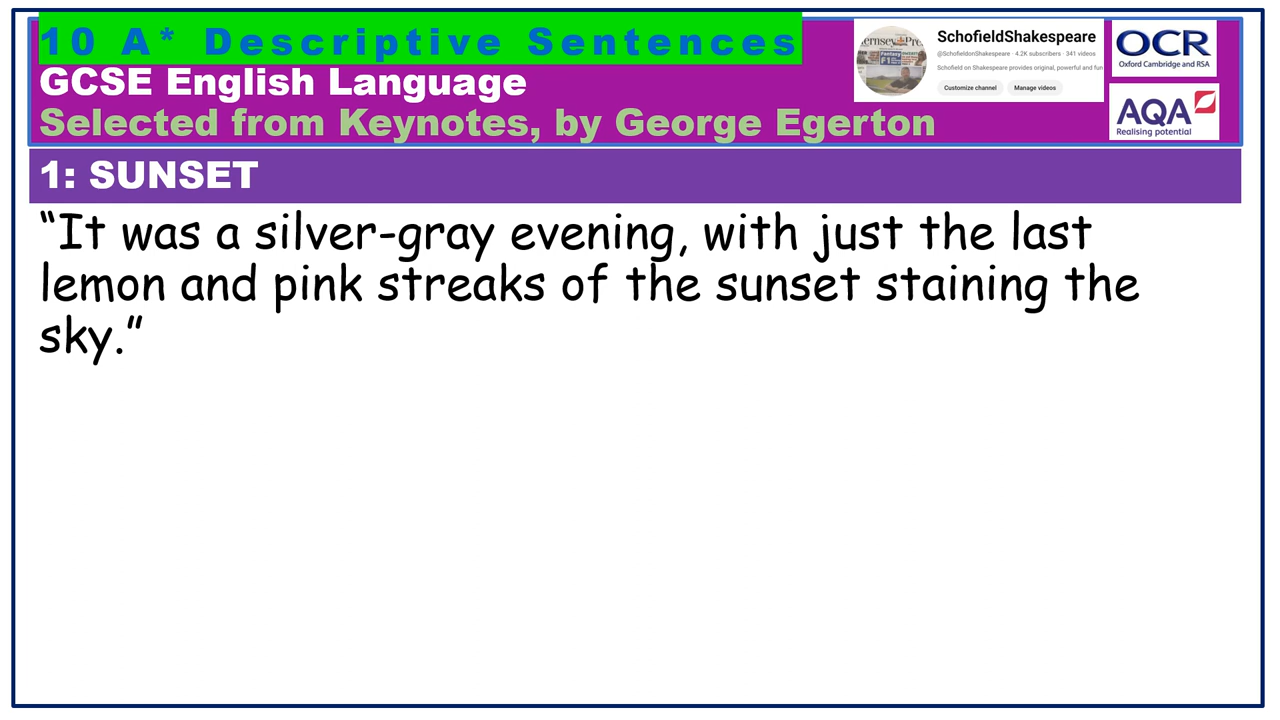 10 A* Descriptive Sentences
GCSE English Language
Selected from Keynotes, by George Egerton
SchofieldShakespeare
@SchofieldonShakespeare · 4.2K subscribers · 341 videos
Schofield on Shakespeare provides original, powerful and fun
Customize channel Manage videos
OCR
Oxford Cambridge and RSA
AQA
Realising potential
1: SUNSET
“It was a silver-gray evening, with just the last
lemon and pink streaks of the sunset staining the
sky.”